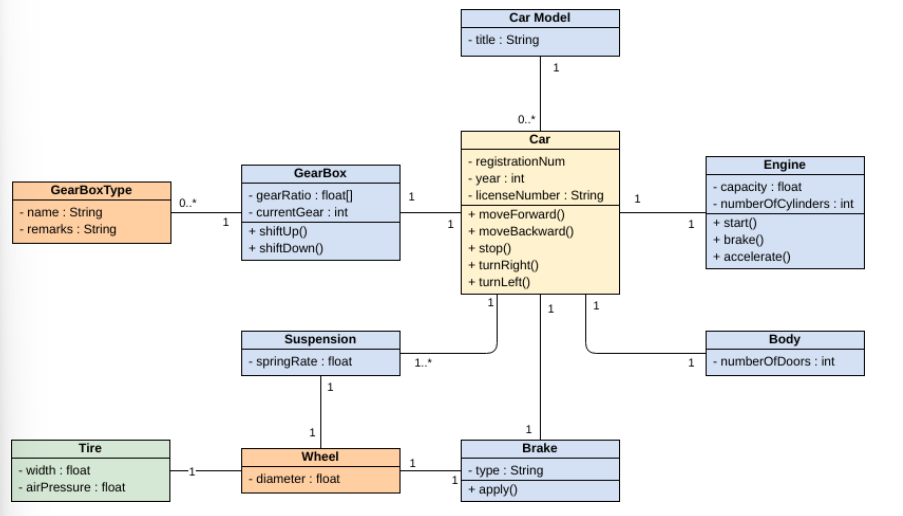 Car Model
- title : String
1
0..*
Car
- registrationNum
- year : int
- licenseNumber : String
+ moveForward()
+ moveBackward()
+ stop()
+ turnRight()
+ turnLeft()
GearBoxType
- name : String
- remarks : String
0..*
1
GearBox
- gearRatio : float[]
- currentGear : int
+ shiftUp()
+ shiftDown()
1
1
1
1
Engine
- capacity : float
- numberOfCylinders : int
+ start()
+ brake()
+ accelerate()
1
1
1
Suspension
- springRate : float
1..*
1
Body
- numberOfDoors : int
1
1
1
Tire
- width : float
- airPressure : float
1
Wheel
- diameter : float
1
1
Brake
- type : String
+ apply()